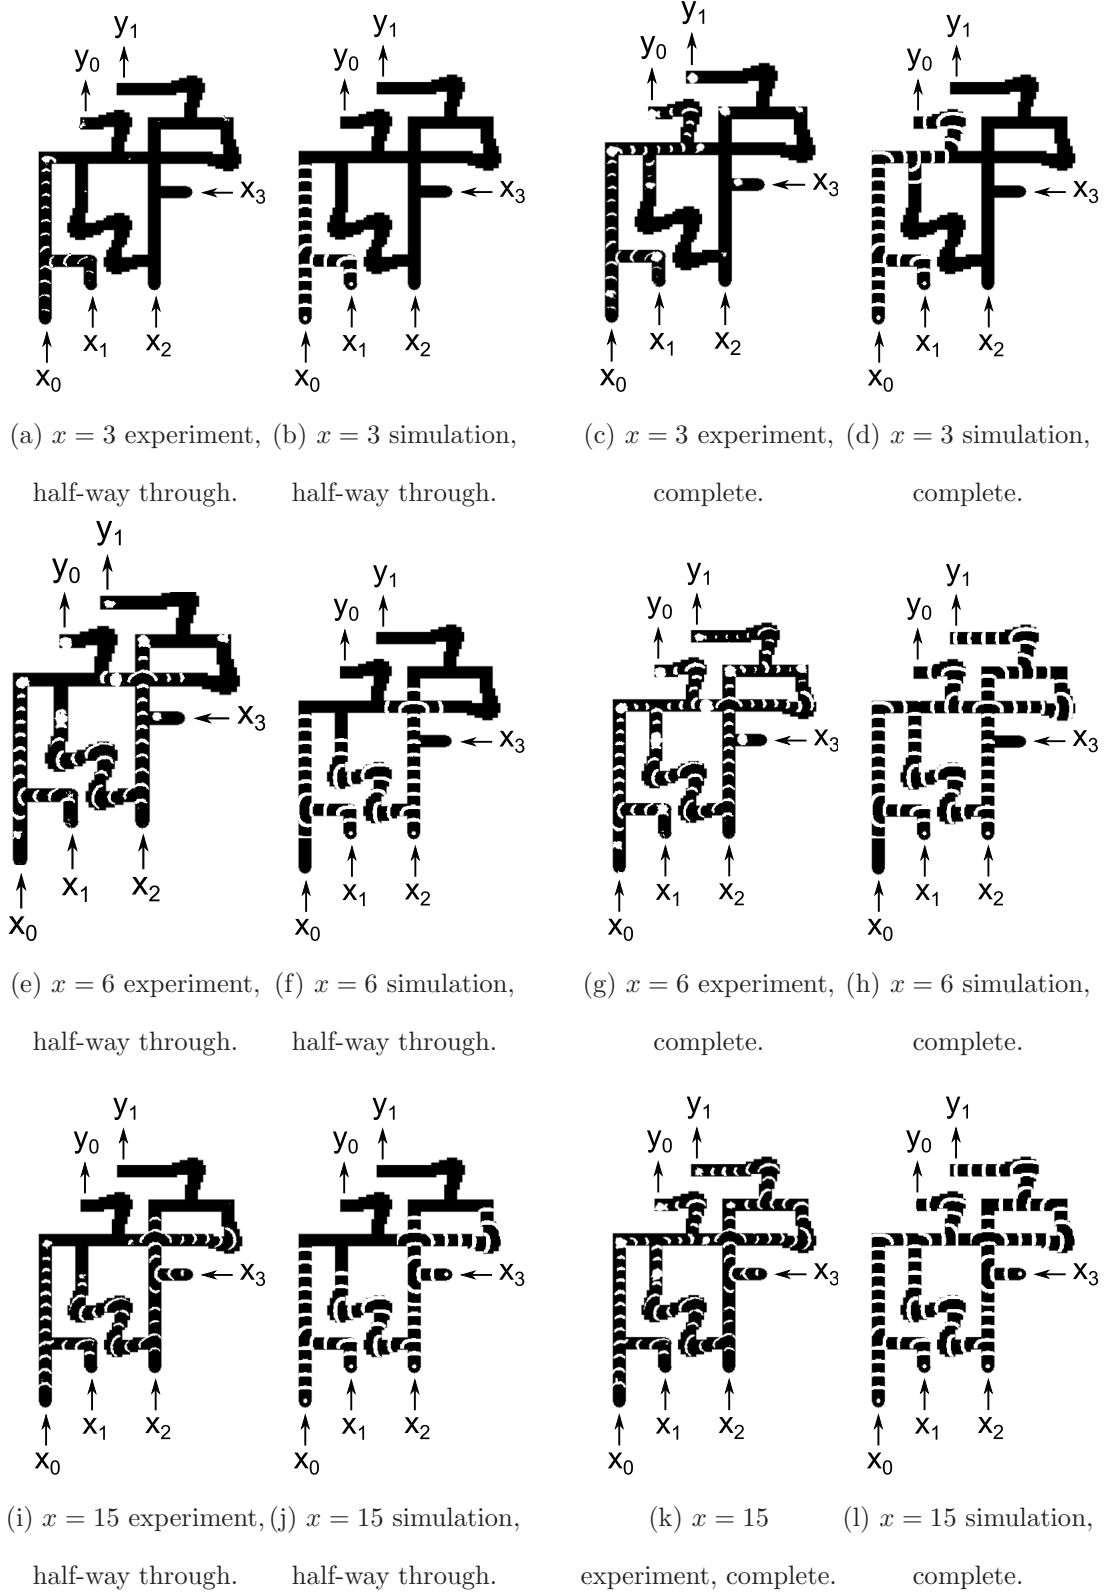 y₁ y₁ y₁ y₁
y₀ y₀ y₀ y₀
x₃ x₃ x₃ x₃
x₁ x₂ x₁ x₂ x₁ x₂ x₁ x₂
x₀ x₀ x₀ x₀
(a) x = 3 experiment, (b) x = 3 simulation, (c) x = 3 experiment, (d) x = 3 simulation,
half-way through. half-way through. complete. complete.
y₁ y₁ y₁ y₁
y₀ y₀ y₀ y₀
x₃ x₃ x₃ x₃
x₁ x₂ x₁ x₂ x₁ x₂ x₁ x₂
x₀ x₀ x₀ x₀
(e) x = 6 experiment, (f) x = 6 simulation, (g) x = 6 experiment, (h) x = 6 simulation,
half-way through. half-way through. complete. complete.
y₁ y₁ y₁ y₁
y₀ y₀ y₀ y₀
x₃ x₃ x₃ x₃
x₁ x₂ x₁ x₂ x₁ x₂ x₁ x₂
x₀ x₀ x₀ x₀
(i) x = 15 experiment, (j) x = 15 simulation, (k) x = 15 (l) x = 15 simulation,
half-way through. half-way through. experiment, complete. complete.